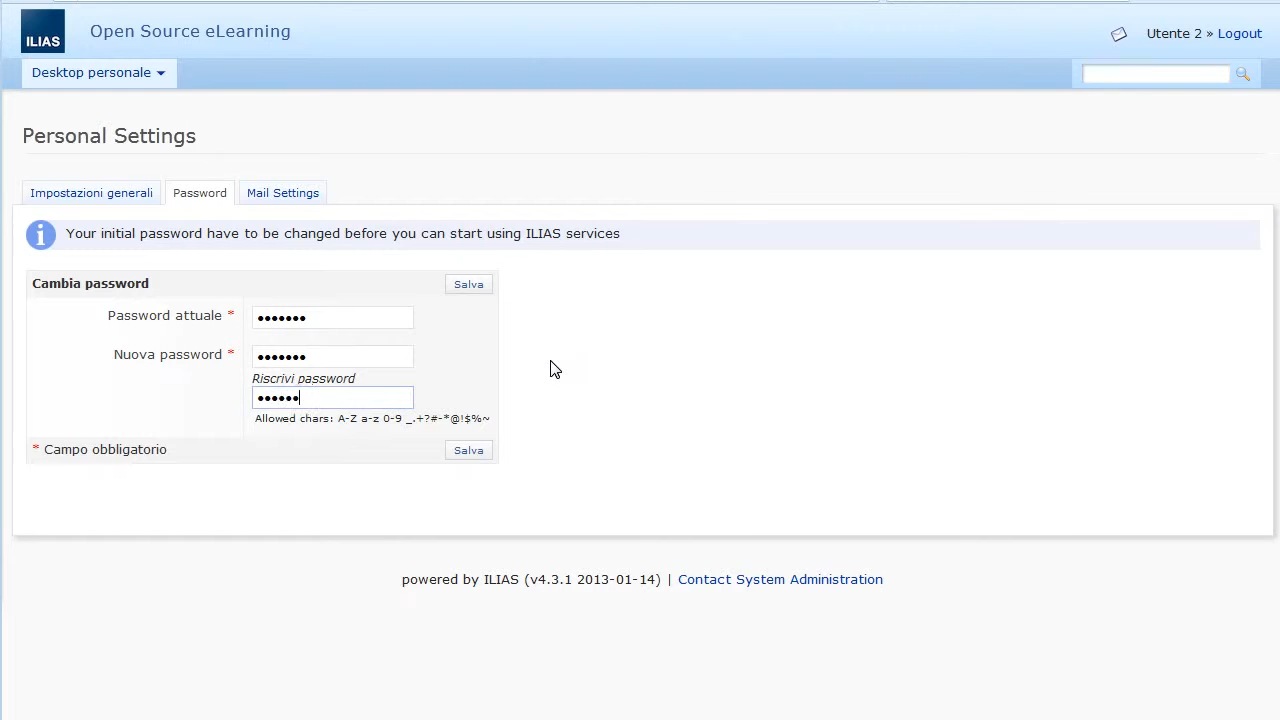 ILIAS
Open Source eLearning
Utente 2 » Logout
Desktop personale
Personal Settings
Impostazioni generali
Password
Mail Settings
Your initial password have to be changed before you can start using ILIAS services
Cambia password
Salva
Password attuale *
•••••••
Nuova password *
•••••••
Riscrivi password
••••••
Allowed chars: A-Z a-z 0-9 _.+?#-*@!$%~
* Campo obbligatorio
Salva
powered by ILIAS (v4.3.1 2013-01-14) | Contact System Administration